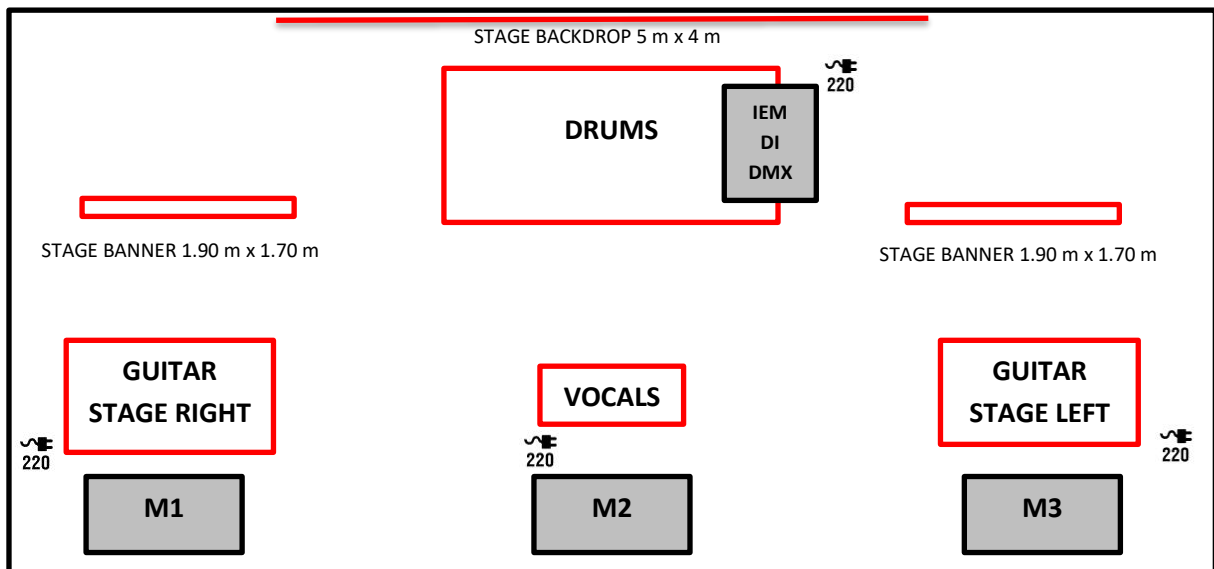 STAGE BACKDROP 5 m x 4 m
220
DRUMS
IEM
DI
DMX
STAGE BANNER 1.90 m x 1.70 m
STAGE BANNER 1.90 m x 1.70 m
GUITAR
STAGE RIGHT
VOCALS
GUITAR
STAGE LEFT
220
220
220
M1
M2
M3